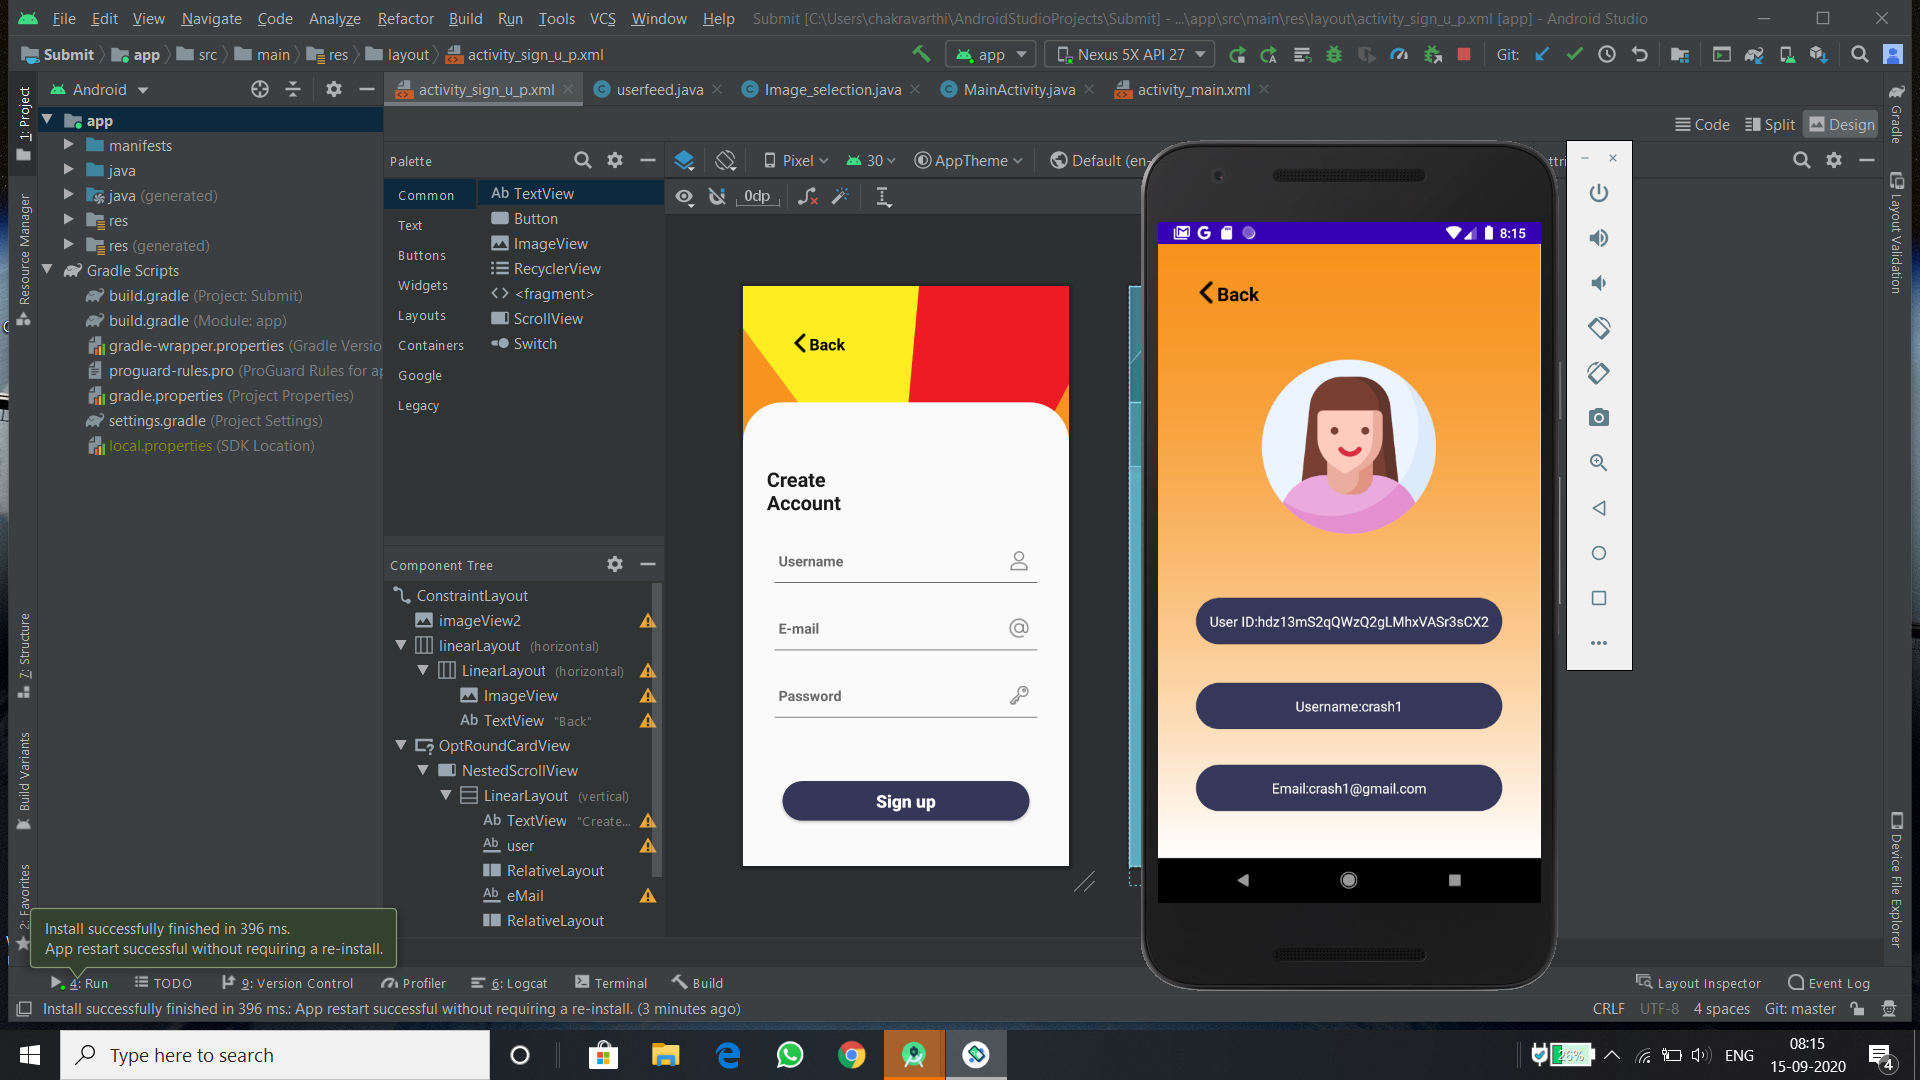 File Edit View Navigate Code Analyze Refactor Build Run Tools VCS Window Help Submit [C:\Users\chakravarthi\AndroidStudioProjects\Submit] - ...\app\src\main\res\layout\activity_sign_u_p.xml [app] - Android Studio
Submit app src main res layout activity_sign_u_p.xml
app Nexus 5X API 27 Git:
1: Project
Resource Manager
7: Structure
Build Variants
2: Favorites
Android
app
manifests
java
java (generated)
res
res (generated)
Gradle Scripts
build.gradle (Project: Submit)
build.gradle (Module: app)
gradle-wrapper.properties (Gradle Versio
proguard-rules.pro (ProGuard Rules for ap
gradle.properties (Project Properties)
settings.gradle (Project Settings)
local.properties (SDK Location)
activity_sign_u_p.xml userfeed.java Image_selection.java MainActivity.java activity_main.xml
Code Split Design
Palette
Common
Text
Buttons
Widgets
Layouts
Containers
Google
Legacy
Ab TextView
Button
ImageView
RecyclerView
<fragment>
ScrollView
Switch
Pixel 30 AppTheme Default (en-
ttri
0dp
Component Tree
ConstraintLayout
imageView2
linearLayout (horizontal)
LinearLayout (horizontal)
ImageView
Ab TextView "Back"
OptRoundCardView
NestedScrollView
LinearLayout (vertical)
Ab TextView "Create...
Ab user
RelativeLayout
Ab eMail
RelativeLayout
Back
Create
Account
Username
E-mail
@
Password
Sign up
G 8:15
Back
User ID:hdz13mS2qQWzQ2gLMhxVASr3sCX2
Username:crash1
Email:crash1@gmail.com
Gradle
Layout Validation
Device File Explorer
Install successfully finished in 396 ms.
App restart successful without requiring a re-install.
4: Run TODO 9: Version Control Profiler 6: Logcat Terminal Build Layout Inspector Event Log
Install successfully finished in 396 ms.: App restart successful without requiring a re-install. (3 minutes ago) CRLF UTF-8 4 spaces Git: master
Type here to search
26% ENG
08:15
15-09-2020
4